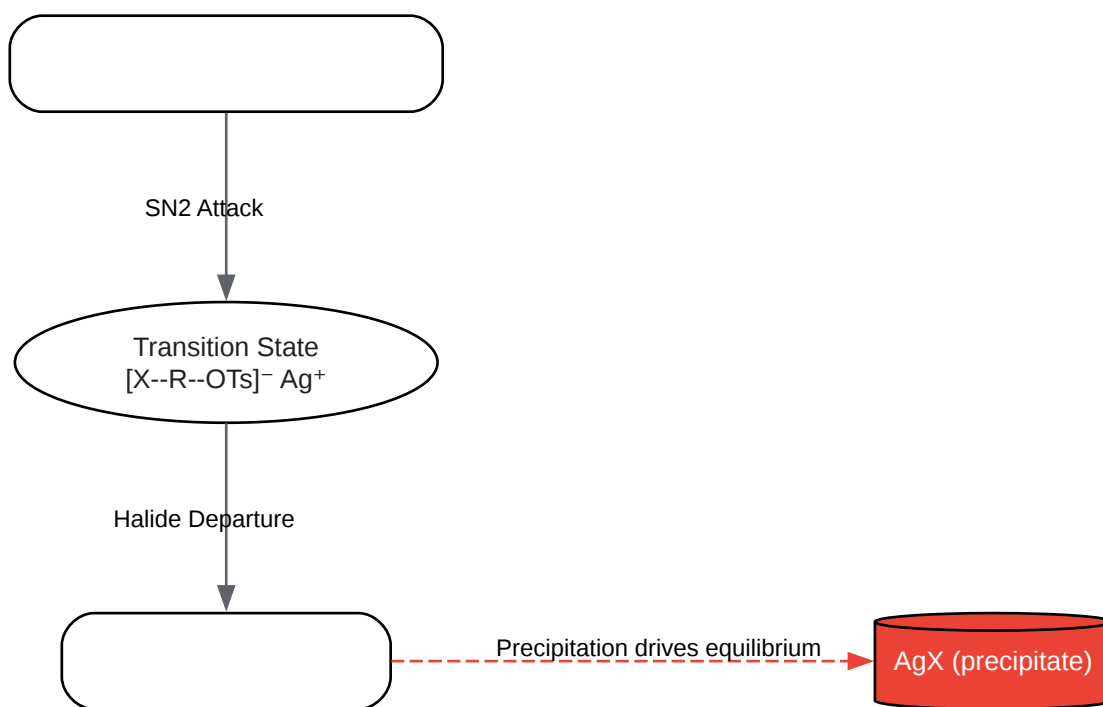 SN2 Attack
Transition State
[X--R--OTs]⁻ Ag⁺
Halide Departure
Precipitation drives equilibrium
AgX (precipitate)